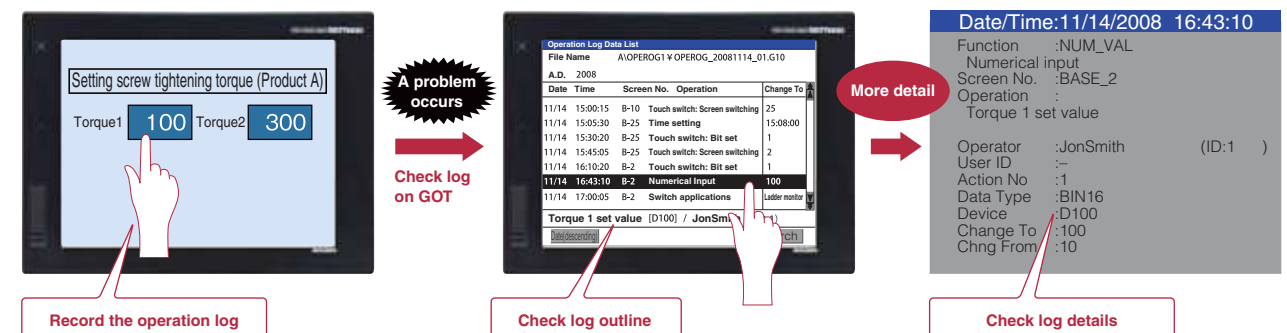 Setting screw tightening torque (Product A)
Torque1 100 Torque2 300
Record the operation log
A problem
occurs
Check log
on GOT
Operation Log Data List
File Name A\OPEROG1¥OPEROG_20081114_01.G10
A.D. 2008
Date Time Screen No. Operation Change To
11/14 15:00:15 B-10 Touch switch: Screen switching 25
11/14 15:05:30 B-25 Time setting 15:08:00
11/14 15:30:20 B-25 Touch switch: Bit set 1
11/14 15:45:05 B-25 Touch switch: Screen switching 2
11/14 16:10:20 B-2 Touch switch: Bit set 1
11/14 16:43:10 B-2 Numerical Input 100
11/14 17:00:05 B-2 Switch applications Ladder monitor
Torque 1 set value [D100] / JonSm
Date(descending)
Check log outline
More detail
Date/Time:11/14/2008 16:43:10
Function :NUM_VAL
Numerical input
Screen No. :BASE_2
Operation :
Torque 1 set value
Operator :JonSmith (ID:1 )
User ID :–
Action No :1
Data Type :BIN16
Device :D100
Change To :100
Chng From :10
Check log details